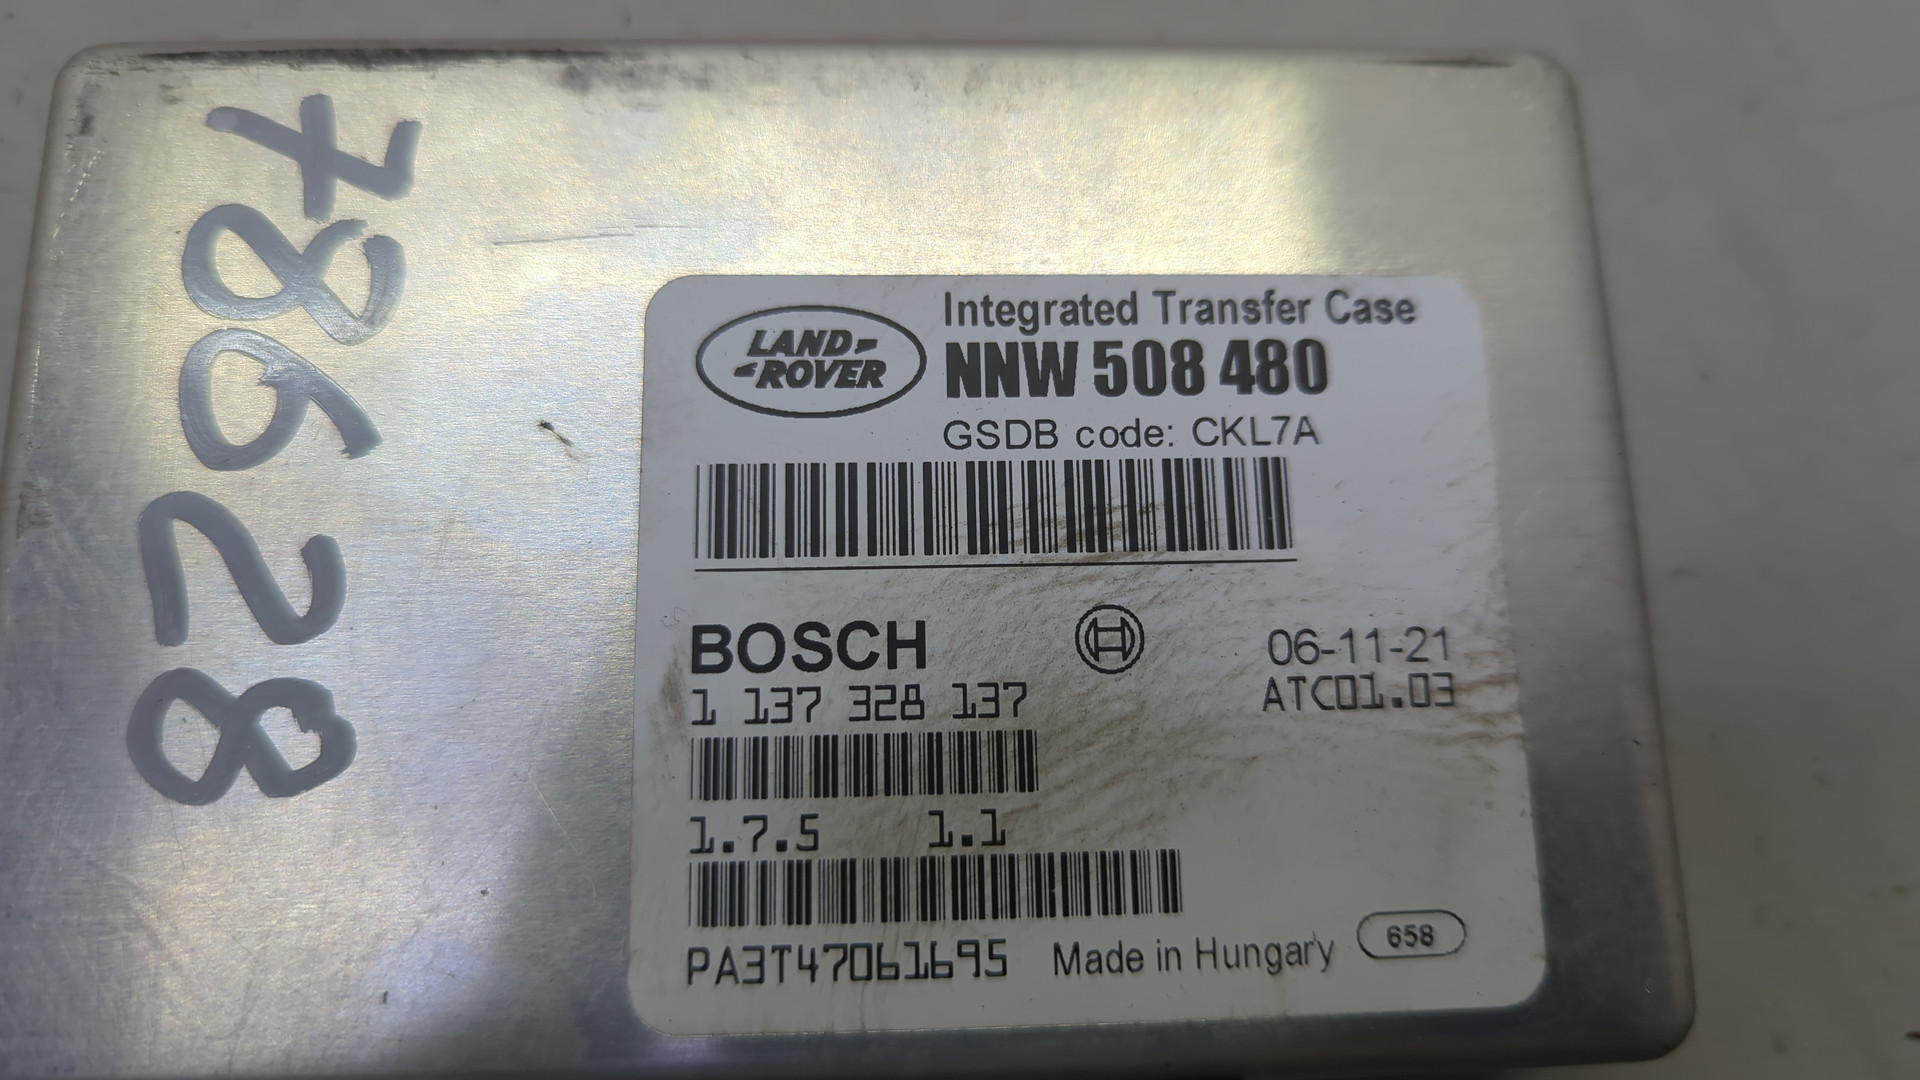 8298X
LAND
ROVER
Integrated Transfer Case
NNW 508 480
GSDB code: CKL7A
BOSCH
06-11-21
1 137 328 137
ATC01.03
1.7.5 1.1
PA3T47061695
Made in Hungary
658